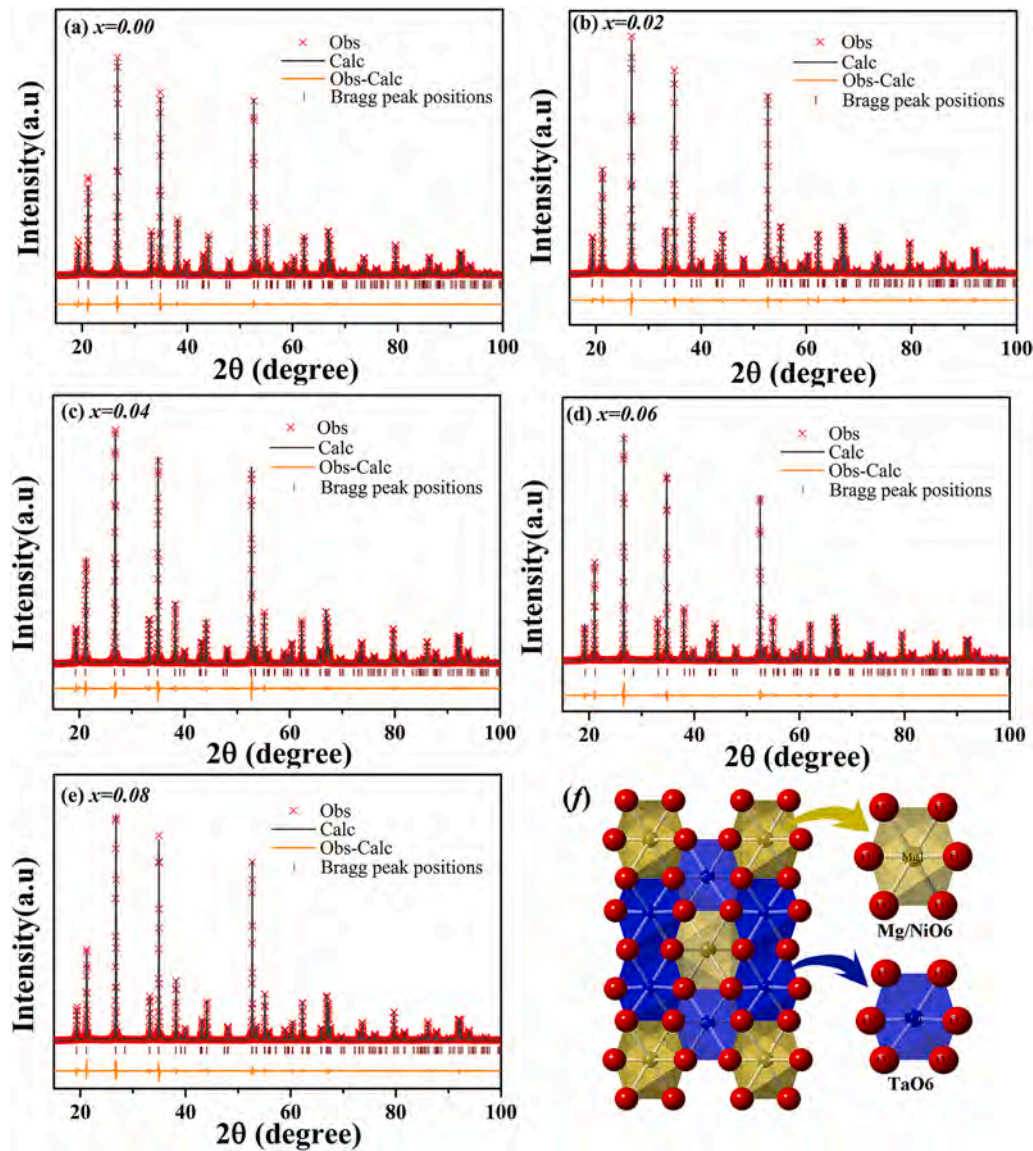 (a) x=0.00
Obs
Calc
Obs-Calc
Bragg peak positions
Intensity(a.u)
20 40 60 80 100
2θ (degree)
(b) x=0.02
Obs
Calc
Obs-Calc
Bragg peak positions
Intensity(a.u)
20 40 60 80 100
2θ (degree)
(c) x=0.04
Obs
Calc
Obs-Calc
Bragg peak positions
Intensity(a.u)
20 40 60 80 100
2θ (degree)
(d) x=0.06
Obs
Calc
Obs-Calc
Bragg peak positions
Intensity(a.u)
20 40 60 80 100
2θ (degree)
(e) x=0.08
Obs
Calc
Obs-Calc
Bragg peak positions
Intensity(a.u)
20 40 60 80 100
2θ (degree)
(f)
Mg
Mg/NiO6
TaO6